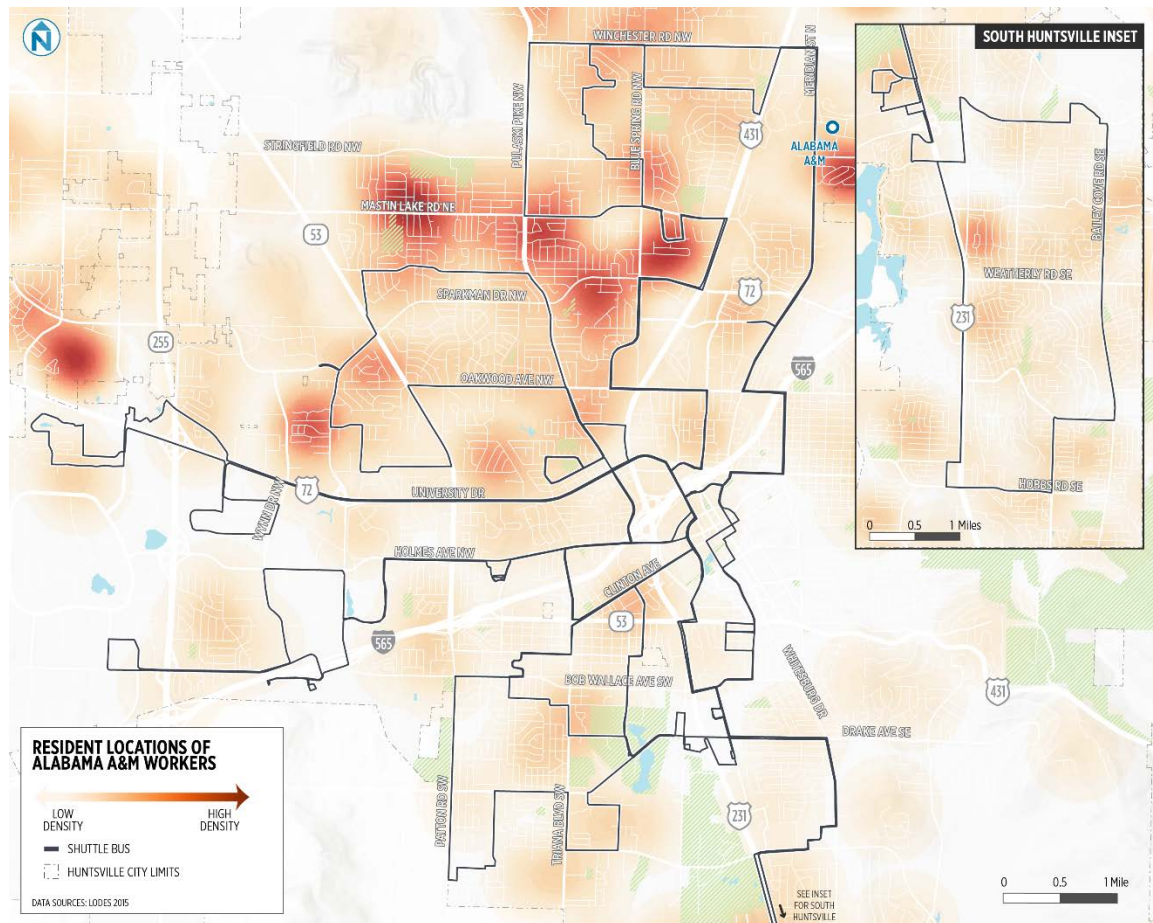 N
WINCHESTER RD NW
PULASKI PIKE NW
BLUE SPRING RD NW
MERIDIAN ST N
431
ALABAMA
A&M
STRINGFIELD RD NW
MASTIN LAKE RD NE
53
SPARKMAN DR NW
72
255
OAKWOOD AVE NW
565
72
UNIVERSITY DR
WYNN DR NW
HOLMES AVE NW
CLINTON AVE
53
565
BOB WALLACE AVE SW
WHITESBURG DR
431
DRAKE AVE SE
PATTON RD SW
TRIANA BLVD SW
231
SEE INSET
FOR SOUTH
HUNTSVILLE
0 0.5 1 Mile
SOUTH HUNTSVILLE INSET
BAILEY COVE RD SE
WEATHERLY RD SE
231
HOBBS RD SE
0 0.5 1 Miles
RESIDENT LOCATIONS OF
ALABAMA A&M WORKERS
LOW
DENSITY
HIGH
DENSITY
SHUTTLE BUS
HUNTSVILLE CITY LIMITS
DATA SOURCES: LODES 2015